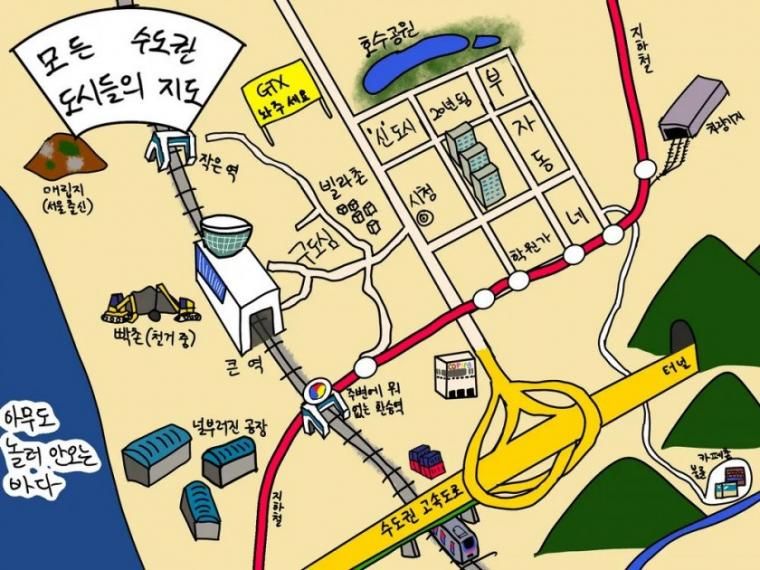 모든 수도권
도시들의 지도
호수공원
지하철
GTX
놔주세요
작은 역
매립지
(서울 출신)
"신"도시
20년 됨
부
자
동
네
차량기지
빌라촌
시청
구도심
학원가
빡촌 (철거 중)
큰 역
주변에 뭐
없는 환승역
터널
널부러진 공장
아무도
놀러 안오는
바다
지하철
수도권 고속도로
카페촌
불륜